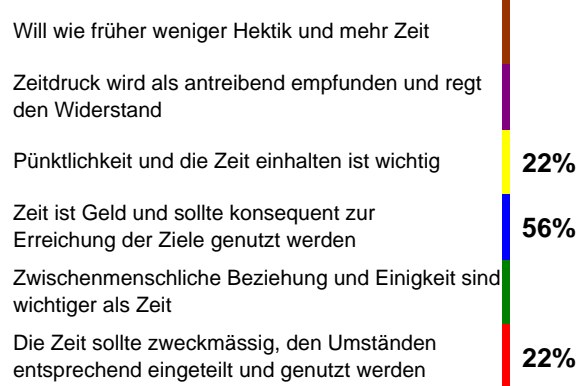 Will wie früher weniger Hektik und mehr Zeit
Zeitdruck wird als antreibend empfunden und regt
den Widerstand
Pünktlichkeit und die Zeit einhalten ist wichtig
22%
Zeit ist Geld und sollte konsequent zur
Erreichung der Ziele genutzt werden
56%
Zwischenmenschliche Beziehung und Einigkeit sind
wichtiger als Zeit
Die Zeit sollte zweckmässig, den Umständen
entsprechend eingeteilt und genutzt werden
22%